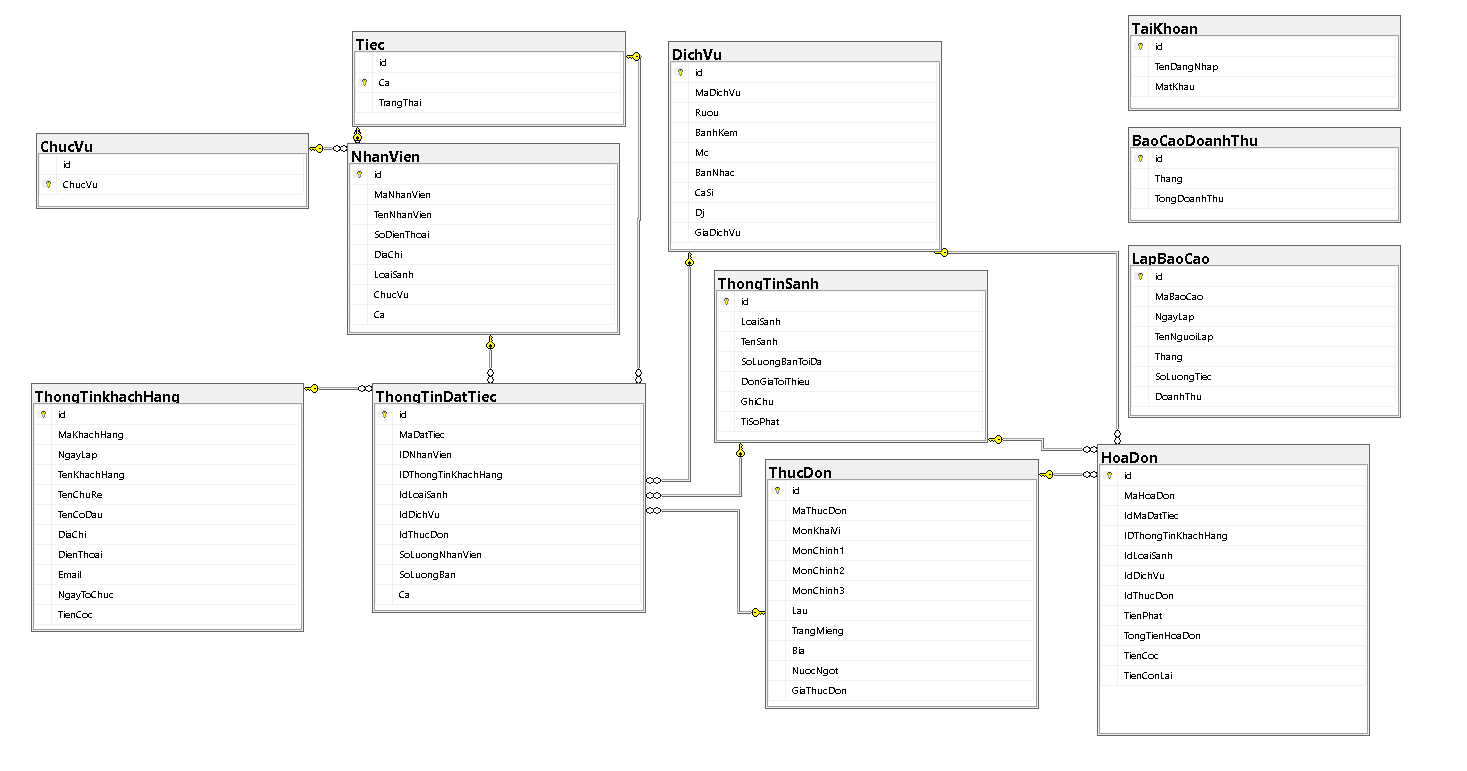 Tiec
id
Ca
TrangThai
ChucVu
id
ChucVu
NhanVien
id
MaNhanVien
TenNhanVien
SoDienThoai
DiaChi
LoaiSanh
ChucVu
Ca
DichVu
id
MaDichVu
Ruou
BanhKem
Mc
BanNhac
CaSi
Dj
GiaDichVu
TaiKhoan
id
TenDangNhap
MatKhau
BaoCaoDoanhThu
id
Thang
TongDoanhThu
LapBaoCao
id
MaBaoCao
NgayLap
TenNguoiLap
Thang
SoLuongTiec
DoanhThu
ThongTinSanh
id
LoaiSanh
TenSanh
SoLuongBanToiDa
DonGiaToiThieu
GhiChu
TiSoPhat
ThongTinkhachHang
id
MaKhachHang
NgayLap
TenKhachHang
TenChuRe
TenCoDau
DiaChi
DienThoai
Email
NgayToChuc
TienCoc
ThongTinDatTiec
id
MaDatTiec
IDNhanVien
IDThongTinKhachHang
IdLoaiSanh
IdDichVu
IdThucDon
SoLuongNhanVien
SoLuongBan
Ca
ThucDon
id
MaThucDon
MonKhaiVi
MonChinh1
MonChinh2
MonChinh3
Lau
TrangMieng
Bia
NuocNgot
GiaThucDon
HoaDon
id
MaHoaDon
IdMaDatTiec
IDThongTinKhachHang
IdLoaiSanh
IdDichVu
IdThucDon
TienPhat
TongTienHoaDon
TienCoc
TienConLai